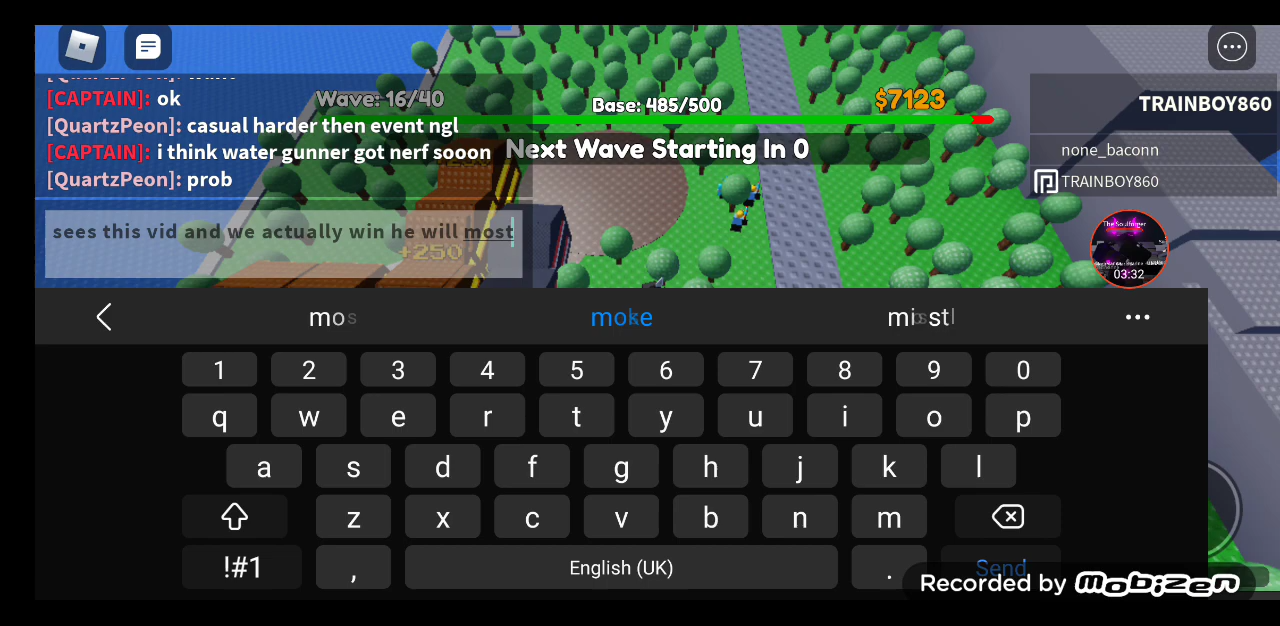 [CAPTAIN]: ok
[QuartzPeon]: casual harder then event ngl
[CAPTAIN]: i think water gunner got nerf sooon
[QuartzPeon]: prob
Wave: 16/40
Base: 485/500
$7123
Next Wave Starting In 0
TRAINBOY860
none_baconn
TRAINBOY860
sees this vid and we actually win he will most
+250
The Soulfinger
03:32
1 2 3 4 5 6 7 8 9 0
q w e r t y u i o p
a s d f g h j k l
z x c v b n m
!#1 , English (UK) . Send
Recorded by mobizen